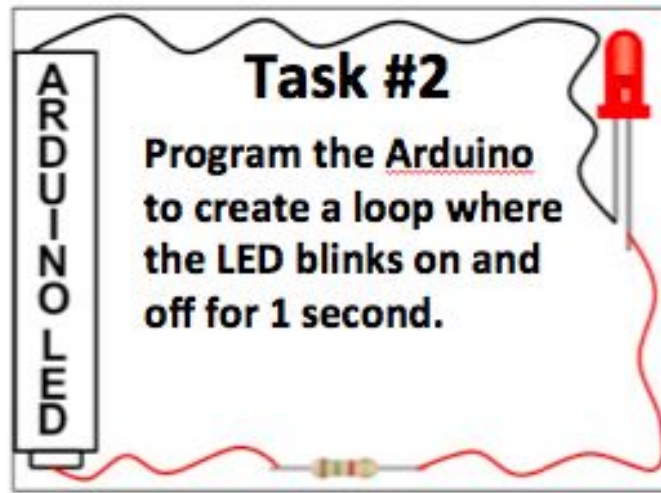 ARDUINO LED
Task #2
Program the Arduino
to create a loop where
the LED blinks on and
off for 1 second.